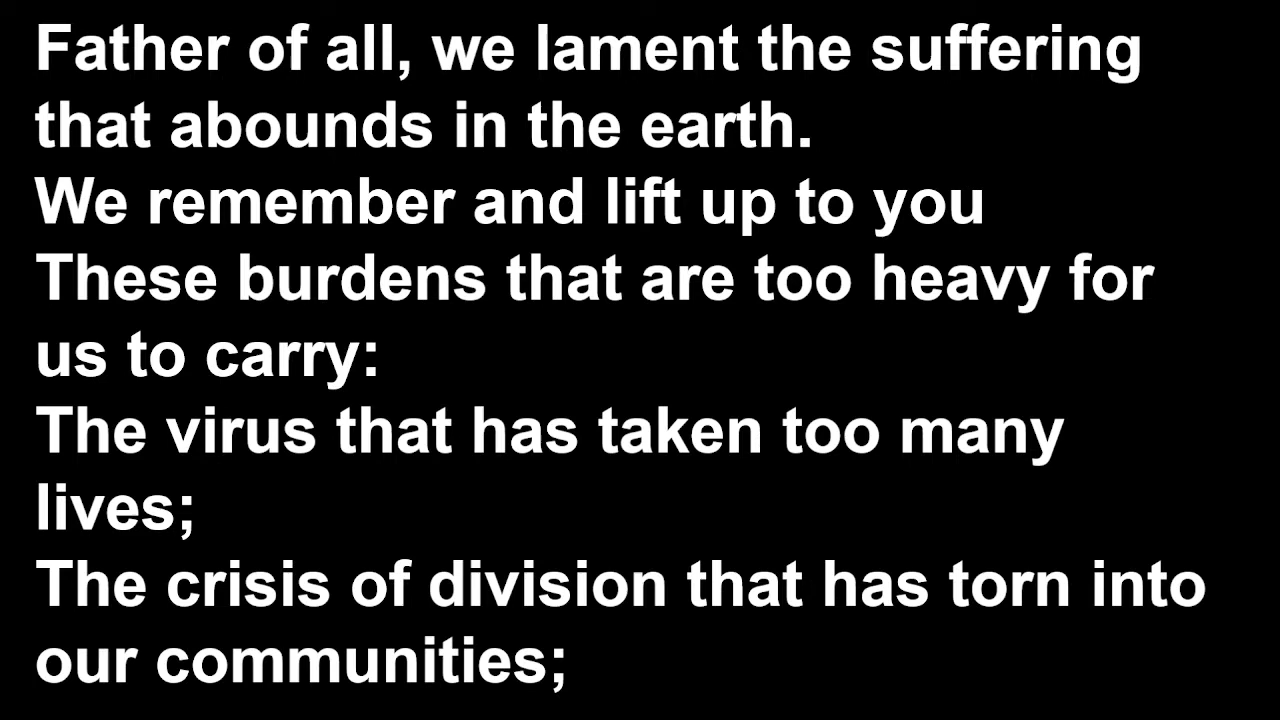 Father of all, we lament the suffering
that abounds in the earth.
We remember and lift up to you
These burdens that are too heavy for
us to carry:
The virus that has taken too many
lives;
The crisis of division that has torn into
our communities;